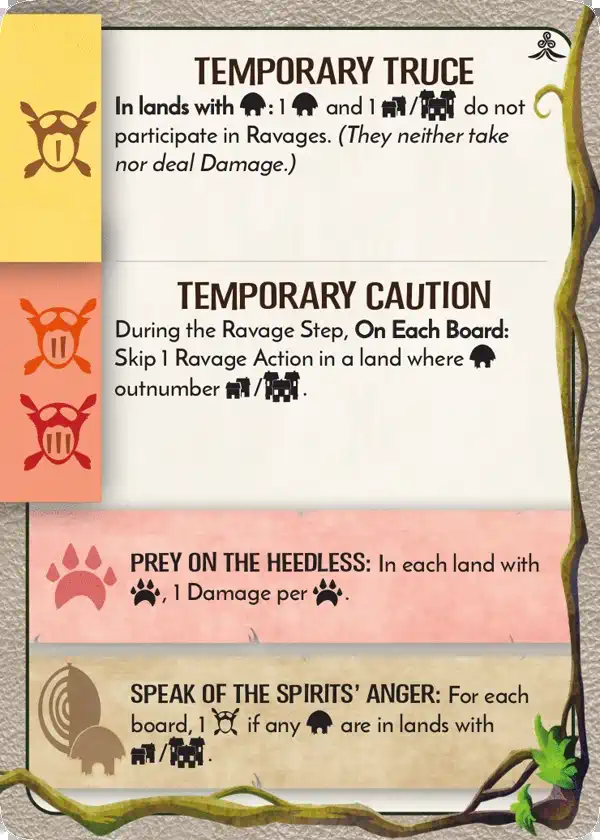 TEMPORARY TRUCE
In lands with : 1 and 1 / do not
participate in Ravages. (They neither take
nor deal Damage.)
I
TEMPORARY CAUTION
During the Ravage Step, On Each Board:
Skip 1 Ravage Action in a land where
outnumber / .
II
III
PREY ON THE HEEDLESS: In each land with
, 1 Damage per .
SPEAK OF THE SPIRITS' ANGER: For each
board, 1 if any are in lands with
/ .